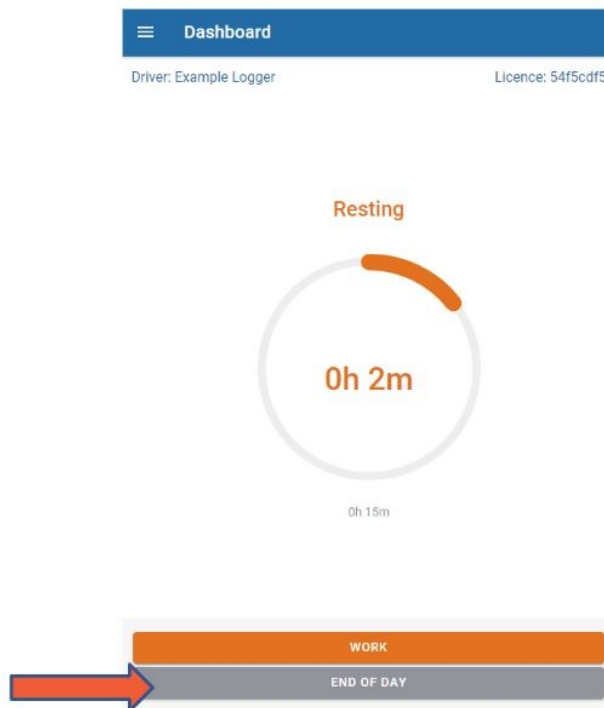 Dashboard
Driver: Example Logger Licence: 54f5cdf5
Resting
0h 2m
0h 15m
WORK
END OF DAY